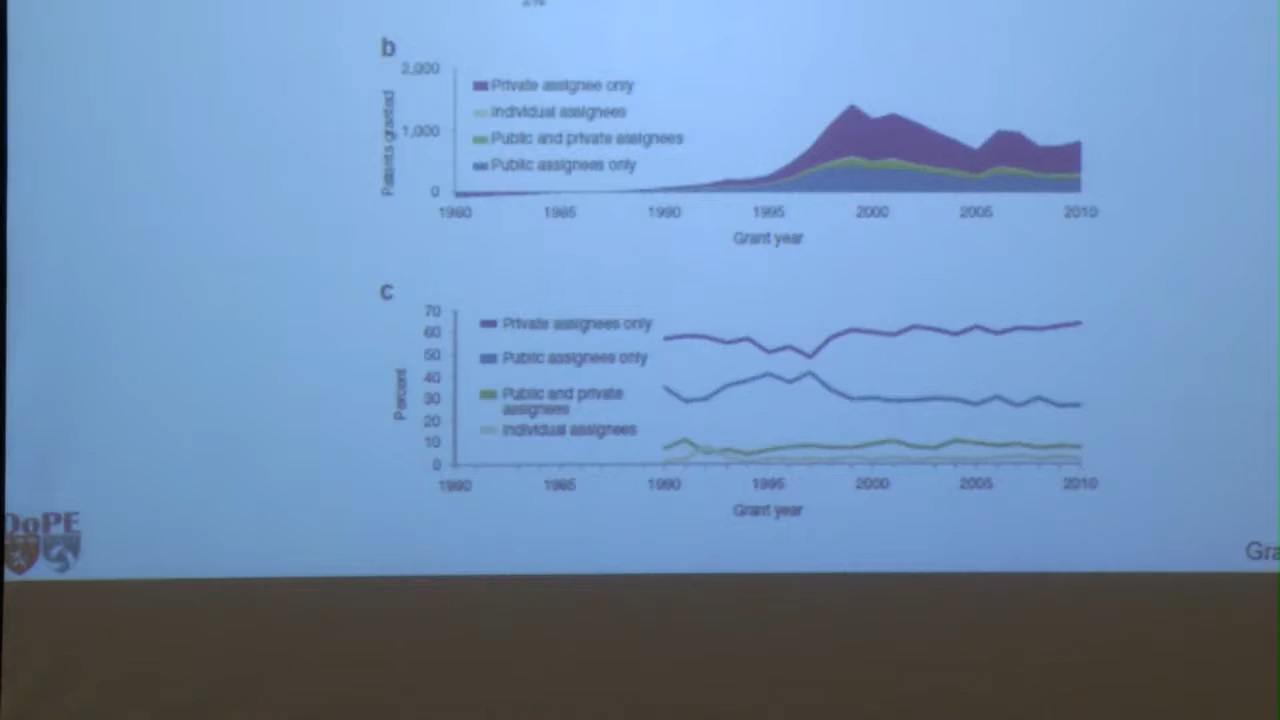 b
2,000
Private assignee only
Individual assignees
1,000
Public and private assignees
Public assignees only
0
Patents granted
1980 1985 1990 1995 2000 2005 2010
Grant year
c
70
Private assignees only
60
50
Public assignees only
40
Public and private
30
assignees
20
Individual assignees
10
0
Percent
1980 1985 1990 1995 2000 2005 2010
Grant year
DoPE
Gra